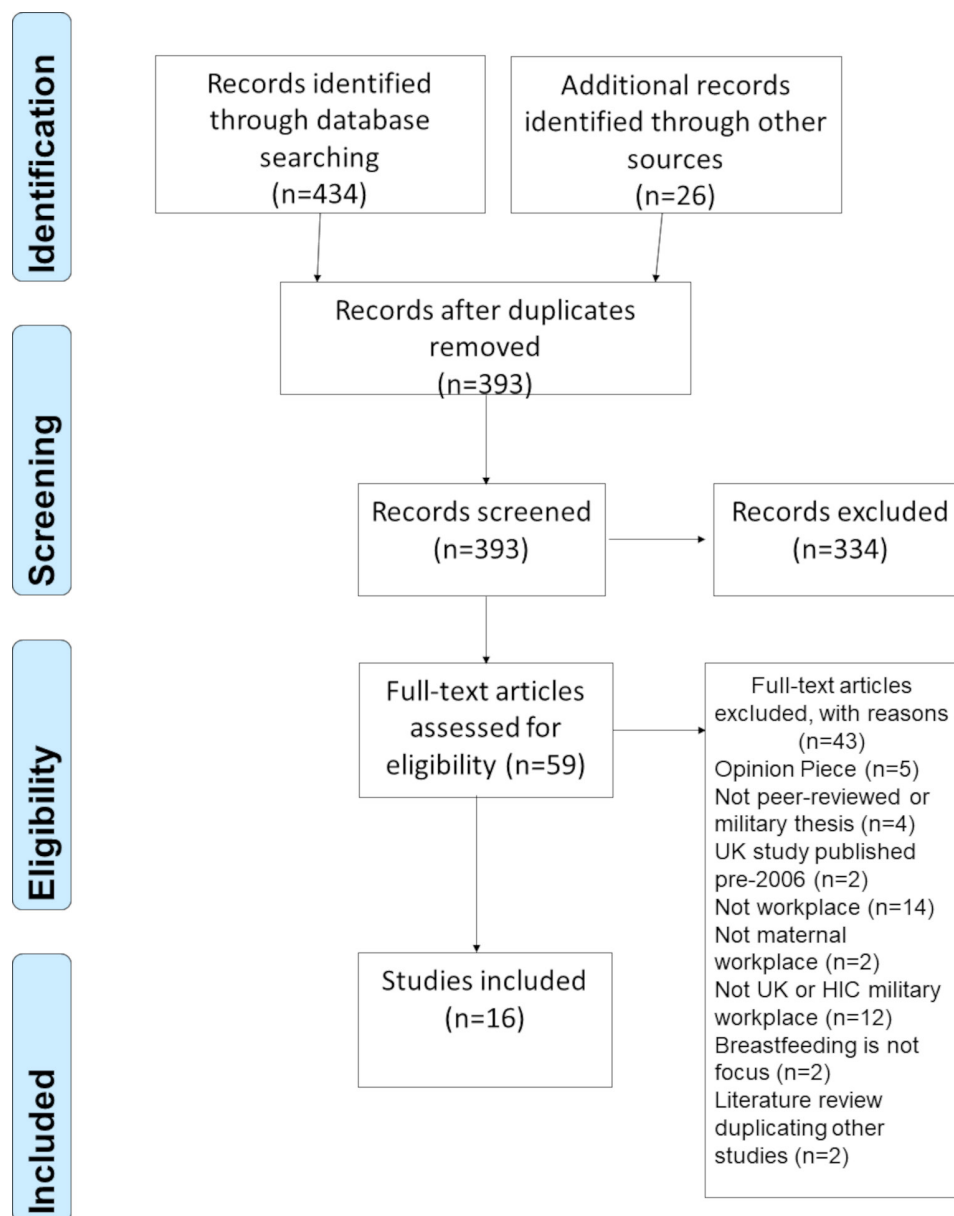 Identification
Records identified
through database
searching
(n=434)
Additional records
identified through other
sources
(n=26)
Records after duplicates
removed
(n=393)
Screening
Records screened
(n=393)
Records excluded
(n=334)
Eligibility
Full-text articles
assessed for
eligibility (n=59)
Full-text articles
excluded, with reasons
(n=43)
Opinion Piece (n=5)
Not peer-reviewed or
military thesis (n=4)
UK study published
pre-2006 (n=2)
Not workplace (n=14)
Not maternal
workplace (n=2)
Not UK or HIC military
workplace (n=12)
Breastfeeding is not
focus (n=2)
Literature review
duplicating other
studies (n=2)
Included
Studies included
(n=16)